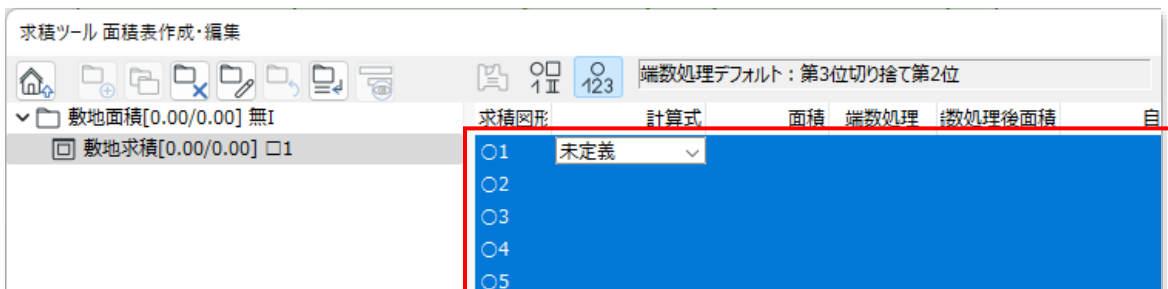 求積ツール 面積表作成・編集
端数処理デフォルト：第3位切り捨て第2位
敷地面積[0.00/0.00] 無I
敷地求積[0.00/0.00] □1
求積図形 計算式 面積 端数処理 数処理後面積 自
○1 未定義
○2
○3
○4
○5